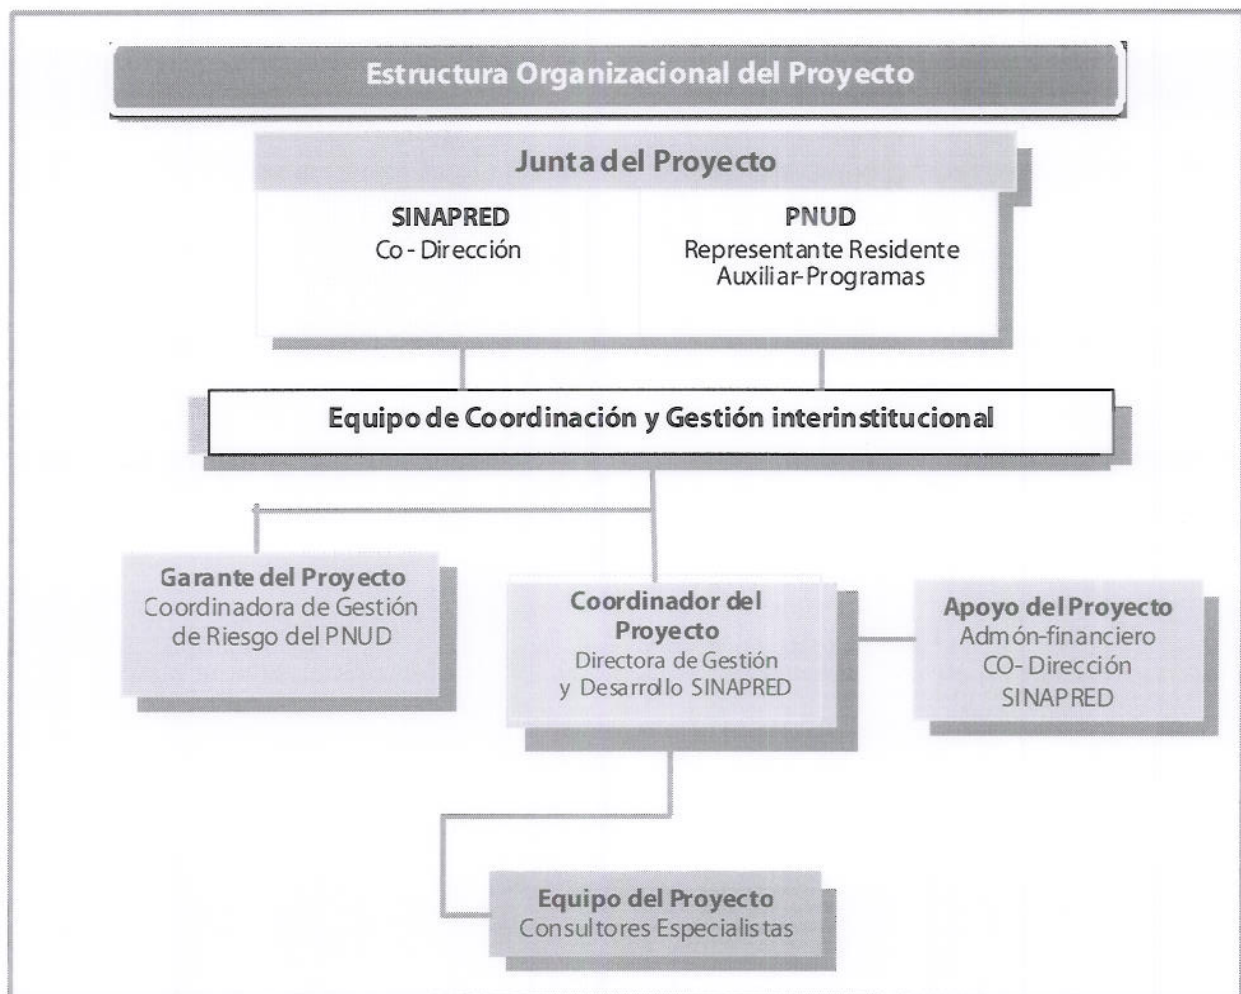 Estructura Organizacional del Proyecto
Junta del Proyecto
SINAPRED
Co - Dirección
PNUD
Representante Residente
Auxiliar-Programas
Equipo de Coordinación y Gestión interinstitucional
Garante del Proyecto
Coordinadora de Gestión
de Riesgo del PNUD
Coordinador del
Proyecto
Directora de Gestión
y Desarrollo SINAPRED
Apoyo del Proyecto
Admón-financiero
CO- Dirección
SINAPRED
Equipo del Proyecto
Consultores Especialistas